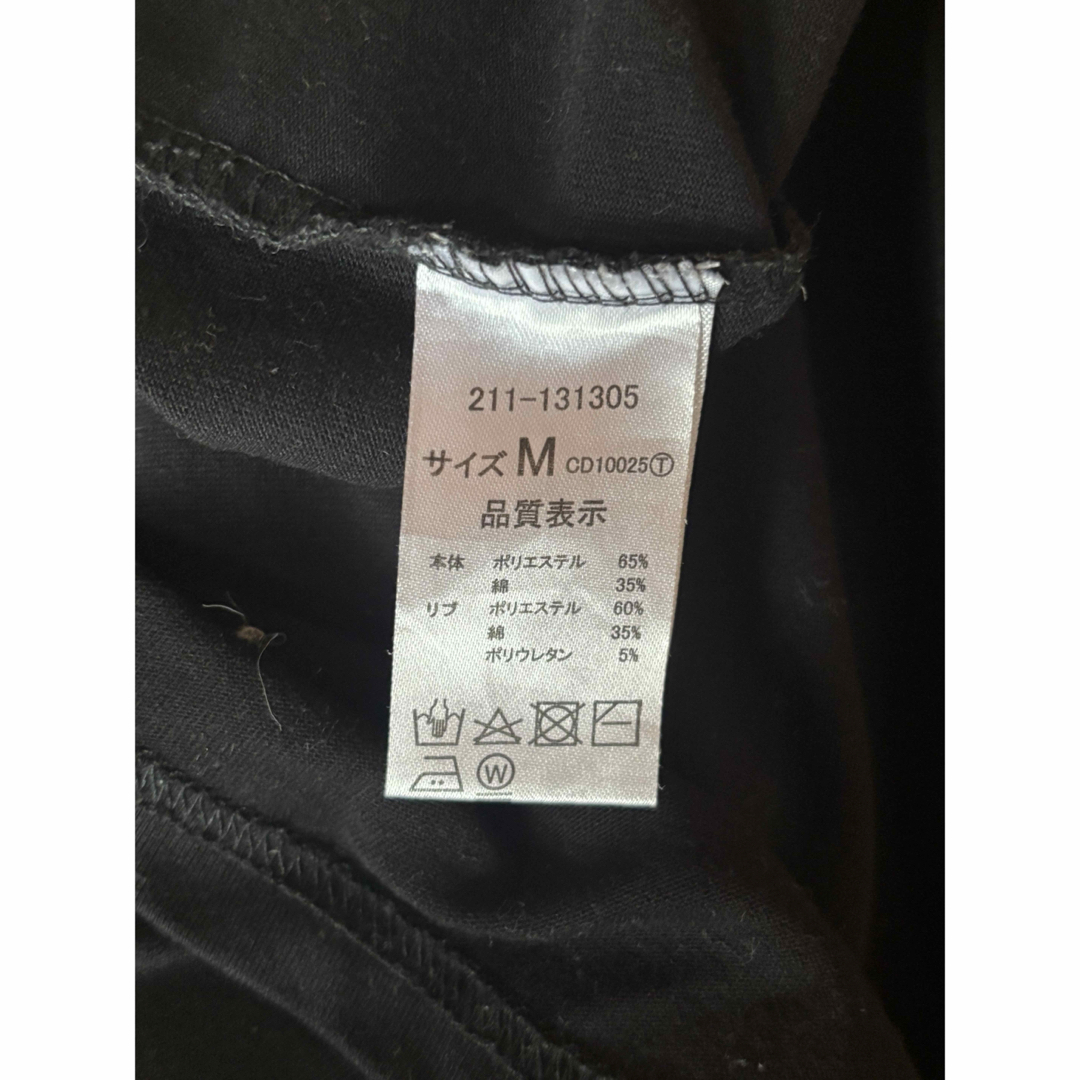 211-131305
サイズ M CD10025Ⓣ
品質表示
本体 ポリエステル 65%
綿 35%
リブ ポリエステル 60%
綿 35%
ポリウレタン 5%
Ⓦ